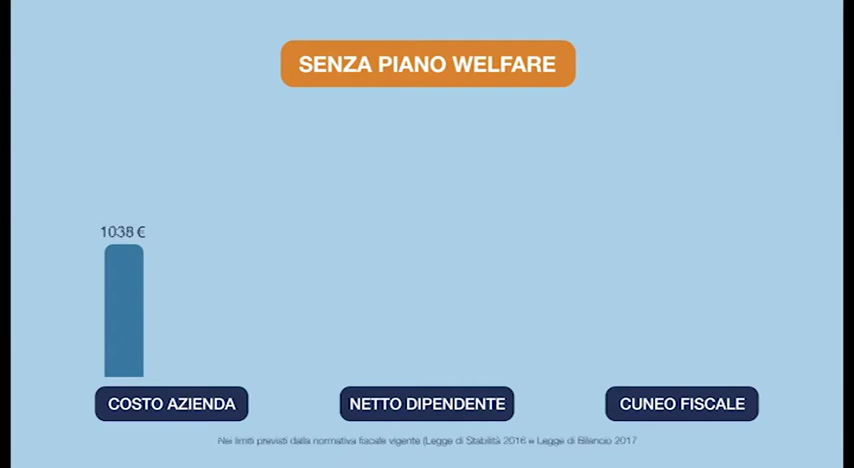 SENZA PIANO WELFARE
1038 €
COSTO AZIENDA NETTO DIPENDENTE CUNEO FISCALE
Nei limiti previsti dalla normativa fiscale vigente (Legge di Stabilità 2016 e Legge di Bilancio 2017